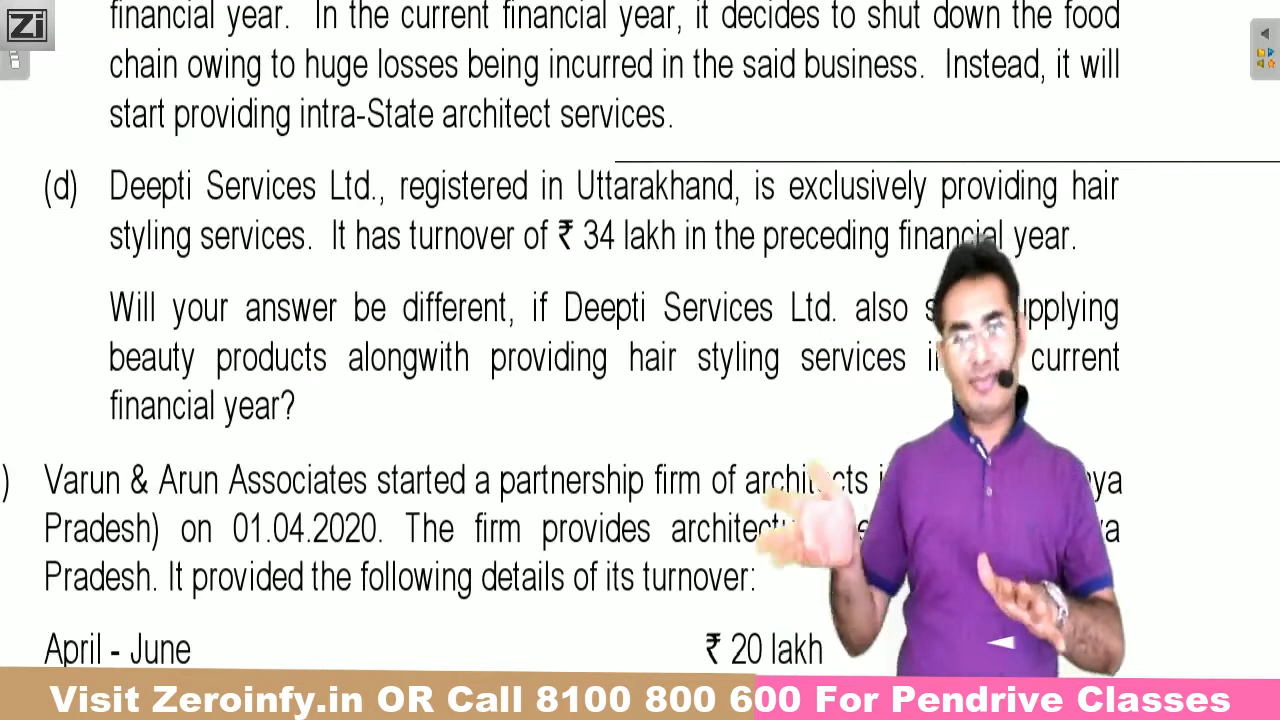 Zi
financial year. In the current financial year, it decides to shut down the food
chain owing to huge losses being incurred in the said business. Instead, it will
start providing intra-State architect services.
(d) Deepti Services Ltd., registered in Uttarakhand, is exclusively providing hair
styling services. It has turnover of ₹ 34 lakh in the preceding financial year.
Will your answer be different, if Deepti Services Ltd. also
beauty products alongwith providing hair styling services current
financial year?
) Varun & Arun Associates started a partnership firm of architects
Pradesh) on 01.04.2020. The firm provides
Pradesh. It provided the following details of its turnover:
April - June ₹ 20 lakh
Visit Zeroinfy.in OR Call 8100 800 600 For Pendrive Classes